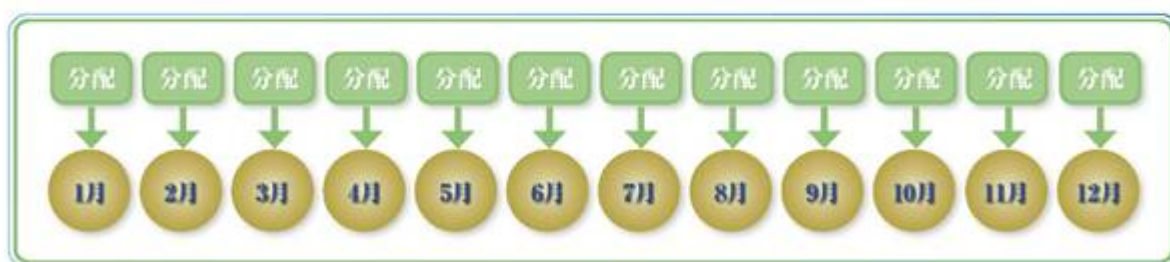 分配 分配 分配 分配 分配 分配 分配 分配 分配 分配 分配 分配
1月 2月 3月 4月 5月 6月 7月 8月 9月 10月 11月 12月